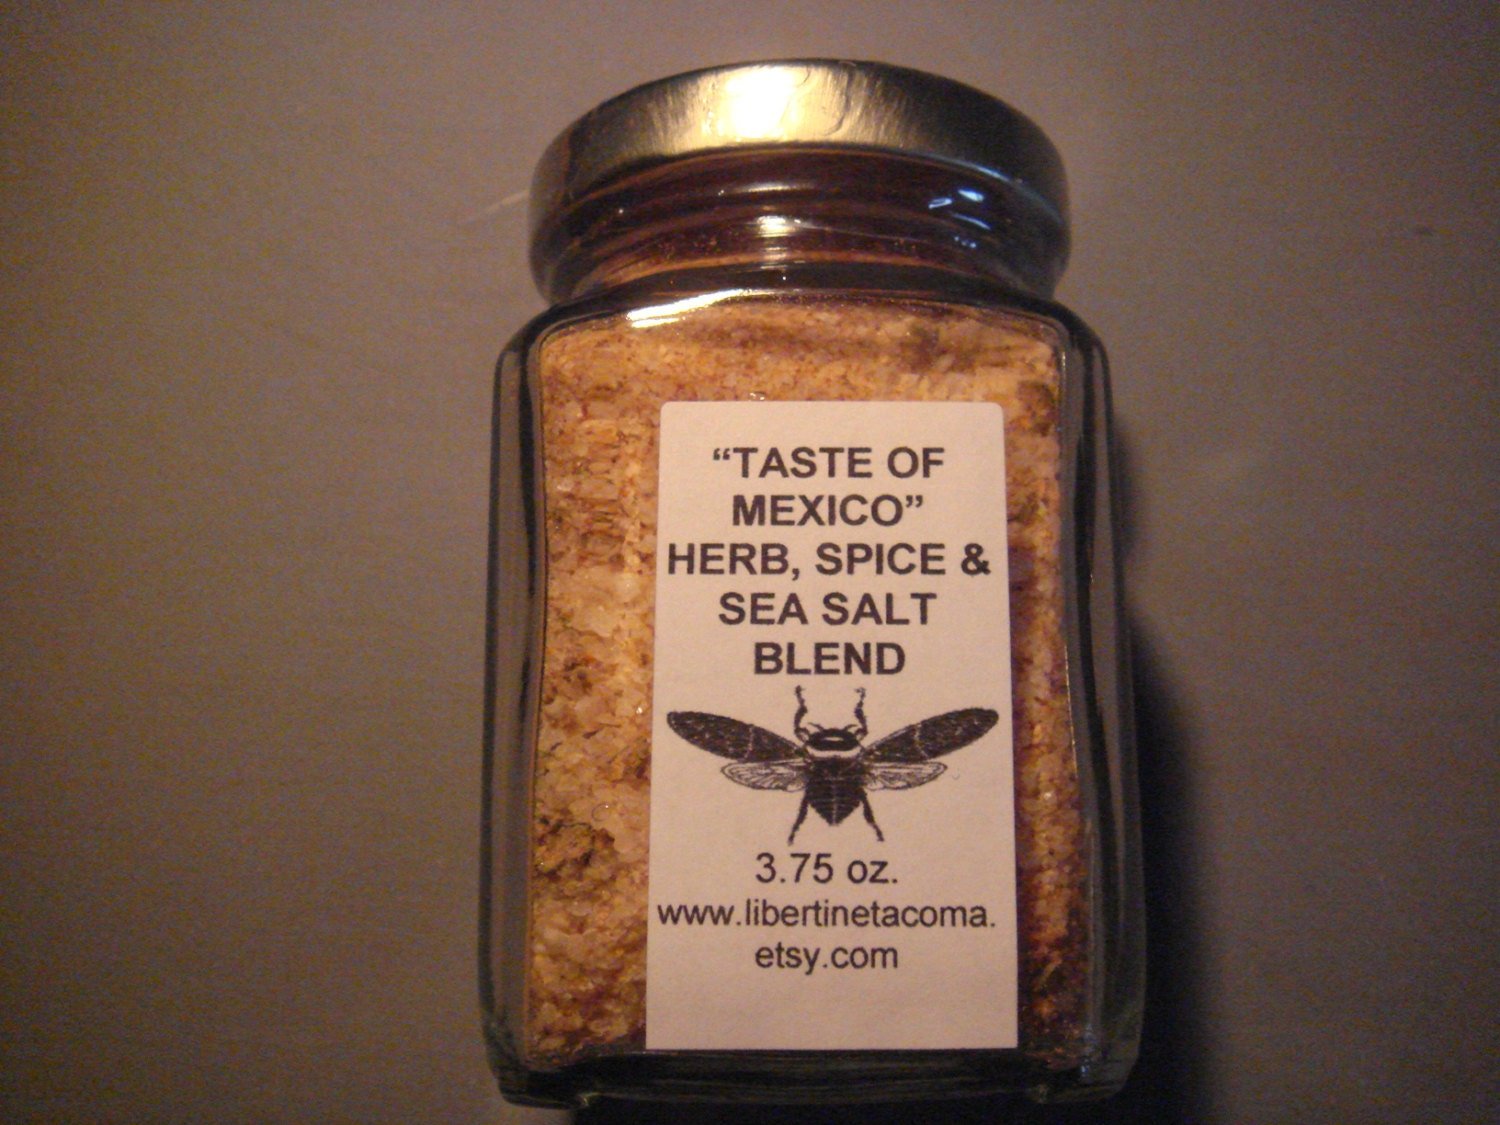 “TASTE OF
MEXICO”
HERB, SPICE &
SEA SALT
BLEND
3.75 oz.
www.libertinetacoma.
etsy.com